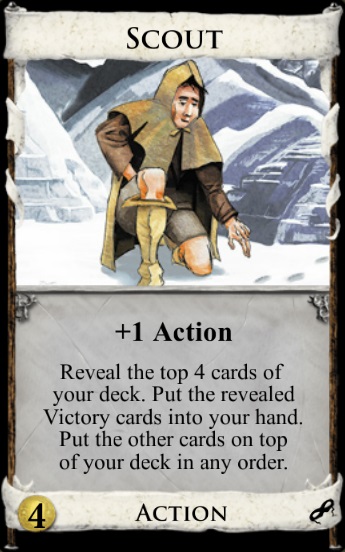 SCOUT
+1 Action
Reveal the top 4 cards of
your deck. Put the revealed
Victory cards into your hand.
Put the other cards on top
of your deck in any order.
4
ACTION